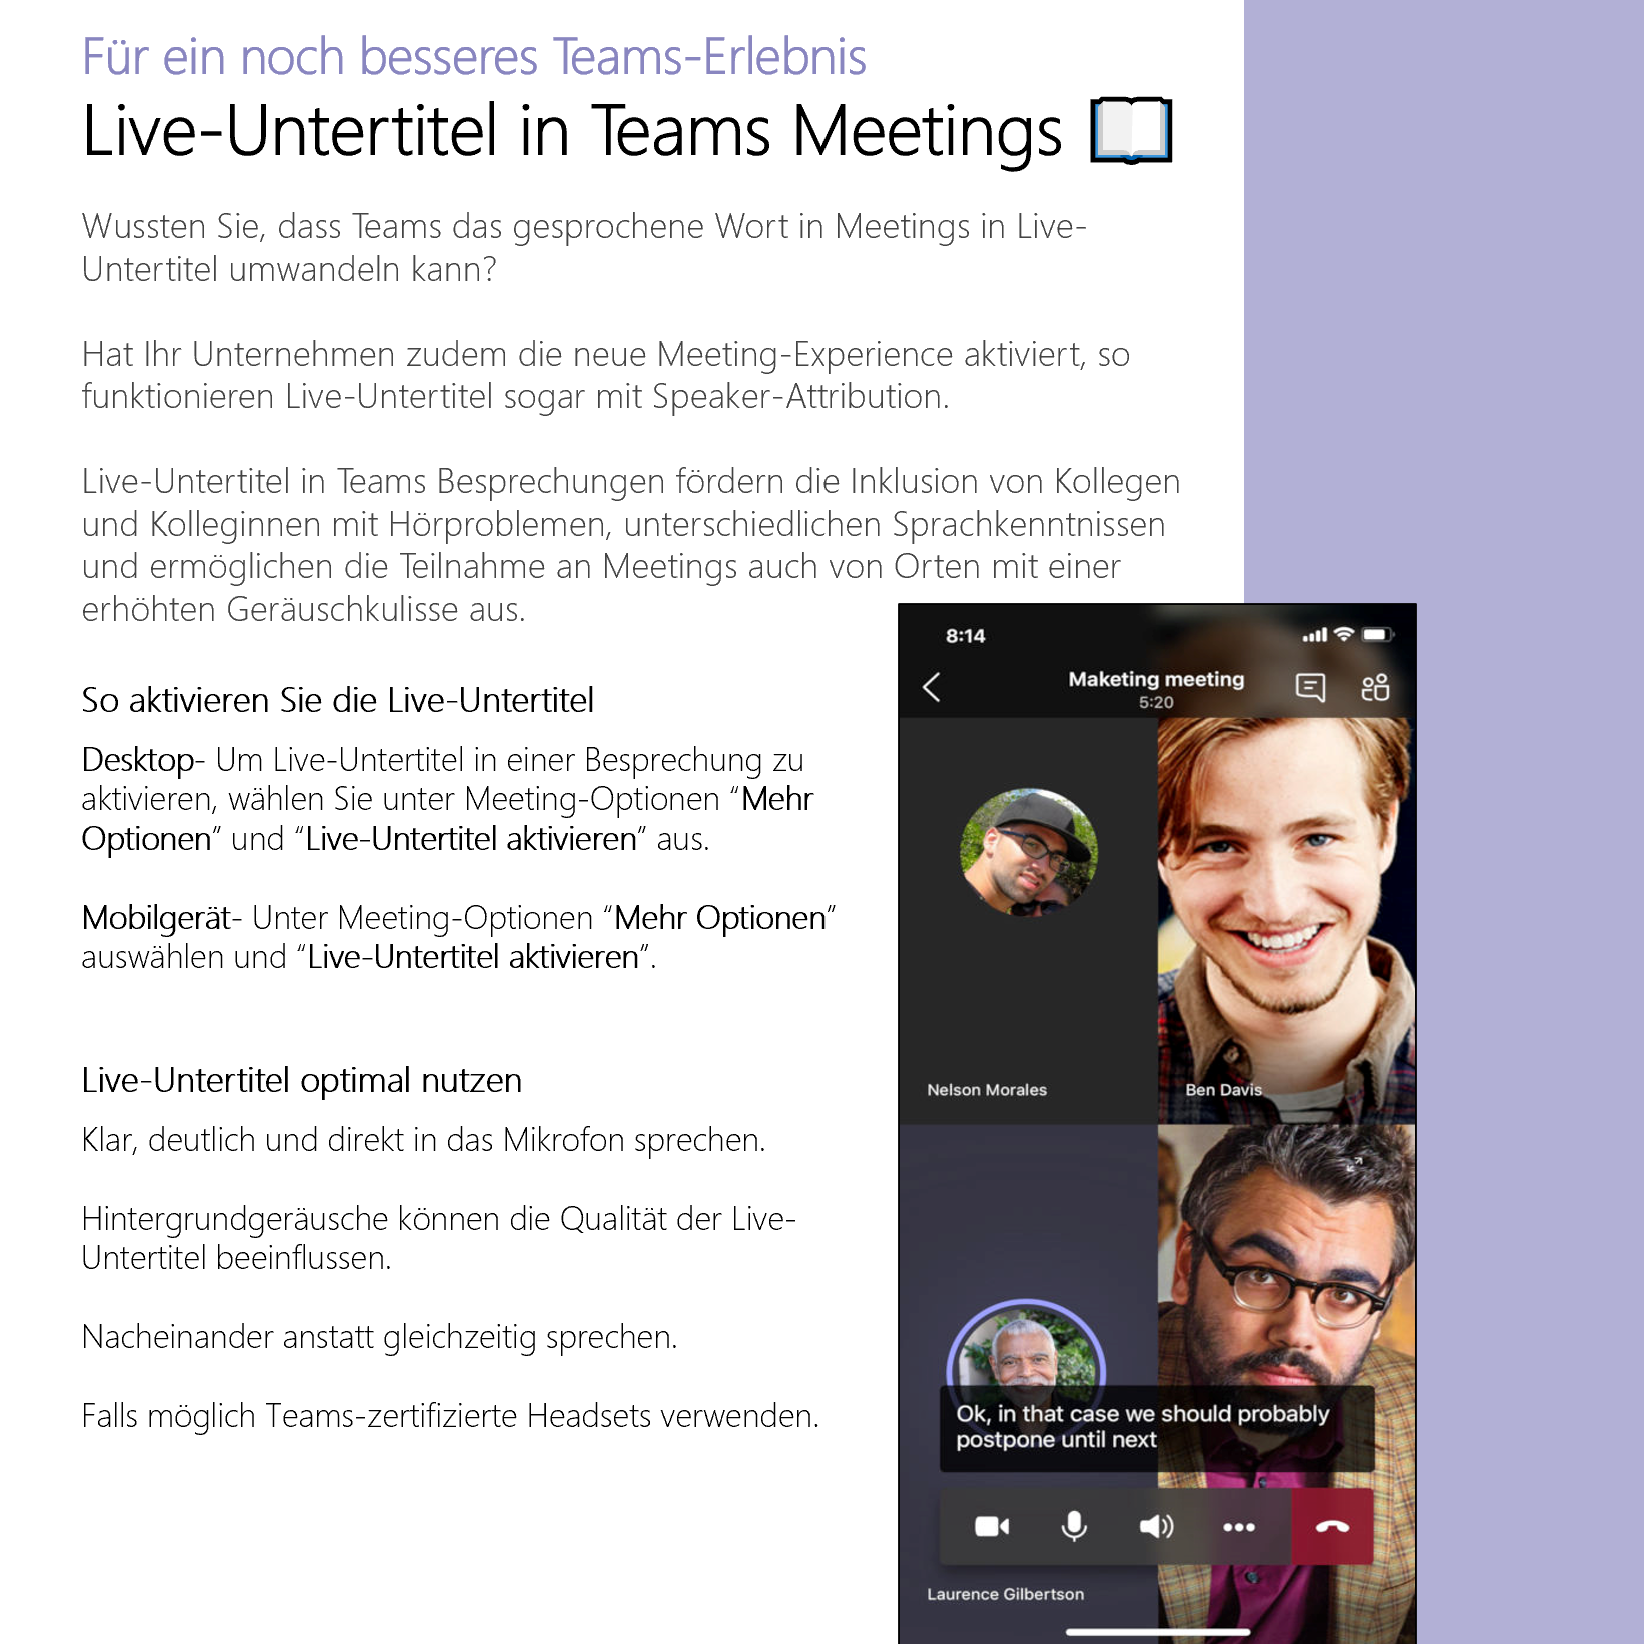 Für ein noch besseres Teams-Erlebnis
Live-Untertitel in Teams Meetings
Wussten Sie, dass Teams das gesprochene Wort in Meetings in Live-
Untertitel umwandeln kann?
Hat Ihr Unternehmen zudem die neue Meeting-Experience aktiviert, so
funktionieren Live-Untertitel sogar mit Speaker-Attribution.
Live-Untertitel in Teams Besprechungen fördern die Inklusion von Kollegen
und Kolleginnen mit Hörproblemen, unterschiedlichen Sprachkenntnissen
und ermöglichen die Teilnahme an Meetings auch von Orten mit einer
erhöhten Geräuschkulisse aus.
So aktivieren Sie die Live-Untertitel
Desktop- Um Live-Untertitel in einer Besprechung zu
aktivieren, wählen Sie unter Meeting-Optionen “Mehr
Optionen” und “Live-Untertitel aktivieren” aus.
Mobilgerät- Unter Meeting-Optionen “Mehr Optionen”
auswählen und “Live-Untertitel aktivieren”.
Live-Untertitel optimal nutzen
Klar, deutlich und direkt in das Mikrofon sprechen.
Hintergrundgeräusche können die Qualität der Live-
Untertitel beeinflussen.
Nacheinander anstatt gleichzeitig sprechen.
Falls möglich Teams-zertifizierte Headsets verwenden.
8:14
Maketing meeting
5:20
Nelson Morales
Ben Davis
Ok, in that case we should probably
postpone until next
Laurence Gilbertson